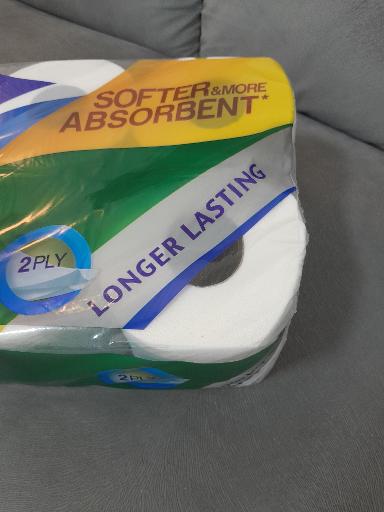 SOFTER & MORE
ABSORBENT*
LONGER LASTING
2PLY
2PLY